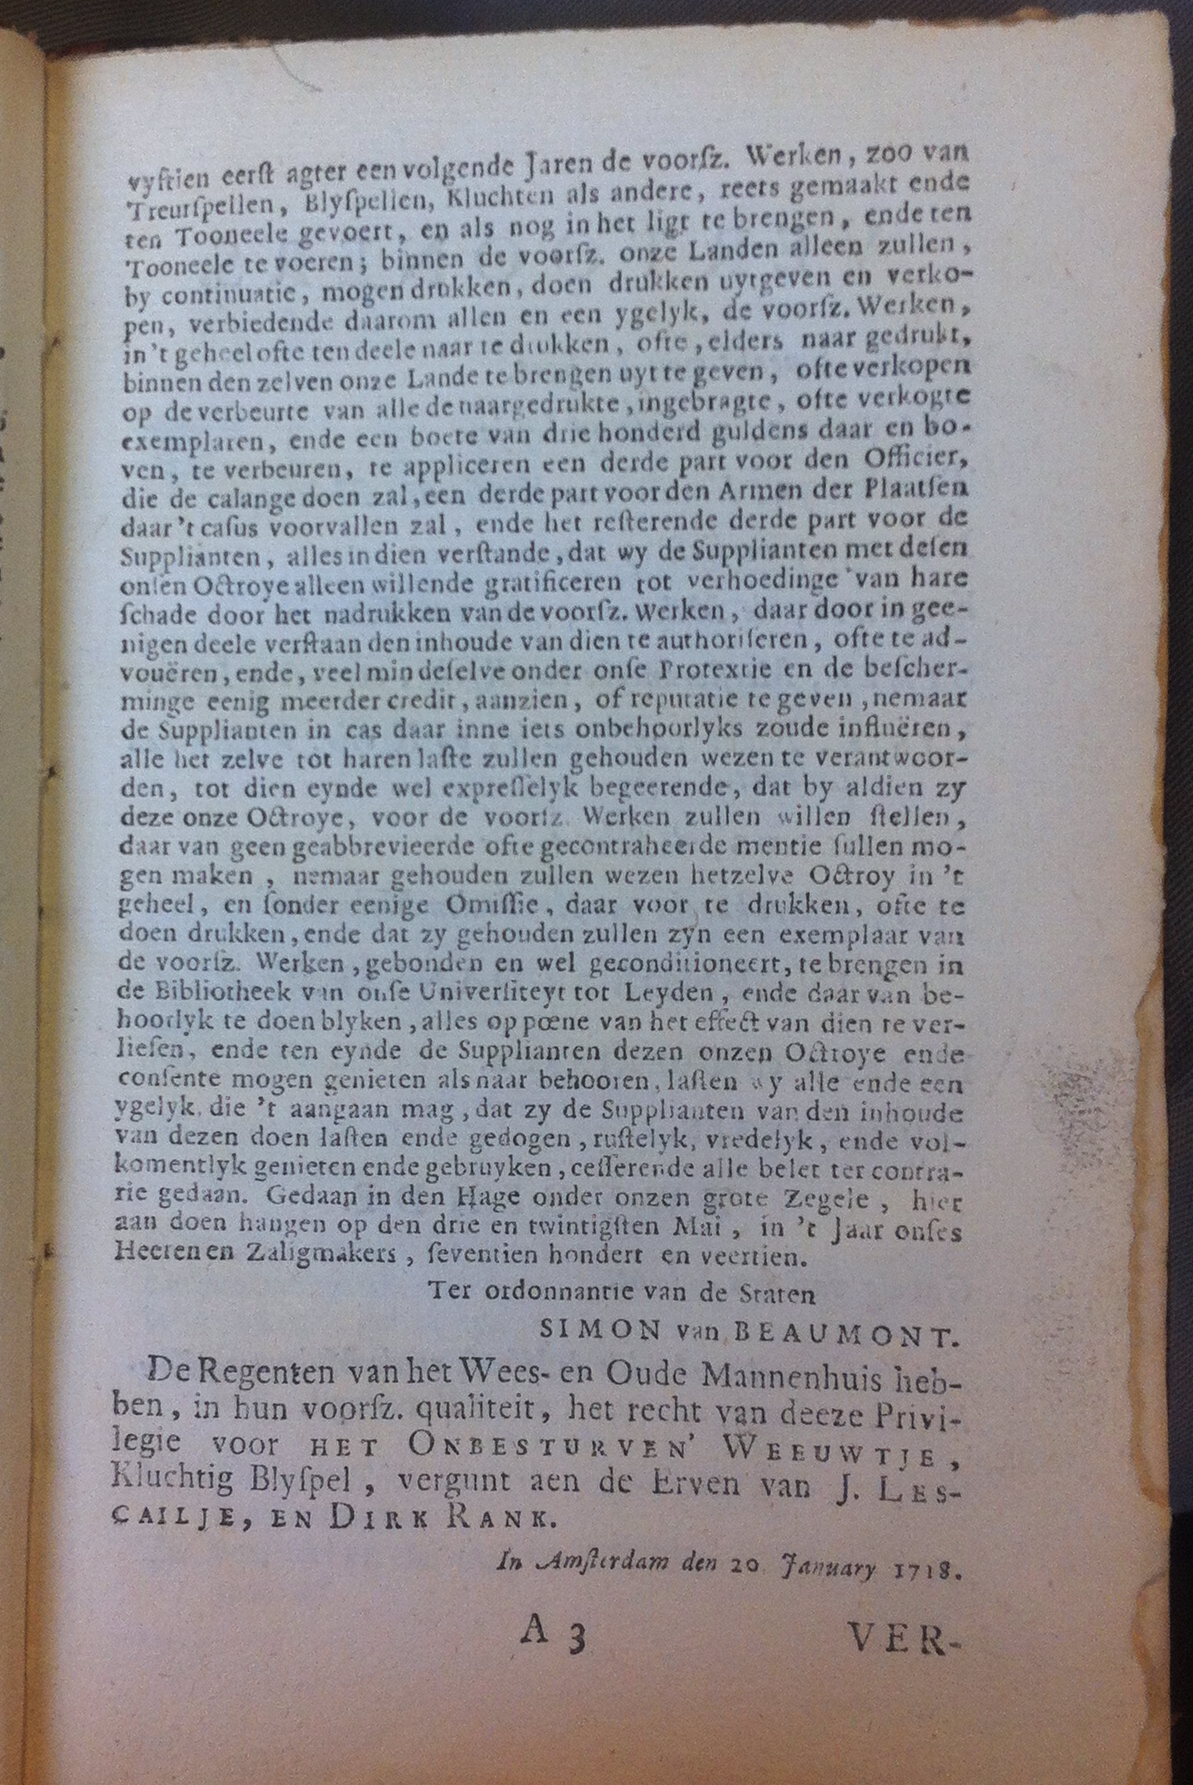 vyftien eerſt agter een volgende Jaren de voorſz. Werken, zoo van
Treurſpellen, Blyſpellen, Kluchten als andere, reets gemaakt ende
ten Tooneele gevoert, en als nog in het ligt te brengen, ende ten
Tooneele te voeren; binnen de voorſz. onze Landen alleen zullen,
by continuatie, mogen drukken, doen drukken uytgeven en verko-
pen, verbiedende daarom allen en een ygelyk, de voorſz. Werken,
in 't geheel ofte ten deele naar te drukken, ofte, elders naar gedrukt,
binnen den zelven onze Lande te brengen uyt te geven, ofte verkopen
op de verbeurte van alle de naargedrukte, ingebragte, ofte verkogte
exemplaren, ende een boete van drie honderd guldens daar en bo-
ven, te verbeuren, te appliceren een derde part voor den Officier,
die de calange doen zal, een derde part voor den Armen der Plaatſen
daar 't caſus voorvallen zal, ende het reſterende derde part voor de
Supplianten, alles in dien verſtande, dat wy de Supplianten met deſen
onſen Octroye alleen willende gratificeren tot verhoedinge van hare
ſchade door het nadrukken van de voorſz. Werken, daar door in gee-
nigen deele verſtaan den inhoude van dien te authoriſeren, ofte te ad-
vouëren, ende, veel min deſelve onder onſe Protextie en de beſcher-
minge eenig meerder credit, aanzien, of reputatie te geven, nemaar
de Supplianten in cas daar inne iets onbehoorlyks zoude influëren,
alle het zelve tot haren laſte zullen gehouden wezen te verantwoor-
den, tot dien eynde wel expreſſelyk begeerende, dat by aldien zy
deze onze Octroye, voor de voorſz. Werken zullen willen ſtellen,
daar van geen geabbrevieerde ofte gecontraheerde mentie ſullen mo-
gen maken, nemaar gehouden zullen wezen hetzelve Octroy in 't
geheel, en ſonder eenige Omiſſie, daar voor te drukken, ofte te
doen drukken, ende dat zy gehouden zullen zyn een exemplaar van
de voorſz. Werken, gebonden en wel geconditioneert, te brengen in
de Bibliotheek van onſe Univerſiteyt tot Leyden, ende daar van be-
hoorlyk te doen blyken, alles op pœne van het effect van dien te ver-
lieſen, ende ten eynde de Supplianten dezen onzen Octroye ende
conſente mogen genieten als naar behooren, laſten wy alle ende een
ygelyk, die 't aangaan mag, dat zy de Supplianten van den inhoude
van dezen doen laſten ende gedogen, ruſtelyk, vredelyk, ende vol-
komentlyk genieten ende gebruyken, ceſſerende alle belet ter contra-
rie gedaan. Gedaan in den Hage onder onzen grote Zegele, hier
aan doen hangen op den drie en twintigſten Mai, in 't Jaar onſes
Heeren en Zaligmakers, ſeventien hondert en veertien.
Ter ordonnantie van de Staten
SIMON van BEAUMONT.
De Regenten van het Wees- en Oude Mannenhuis heb-
ben, in hun voorſz. qualiteit, het recht van deeze Privi-
legie voor HET ONBESTURVEN' WEEUWTJE,
Kluchtig Blyſpel, vergunt aen de Erven van J. LES-
CAILJE, EN DIRK RANK.
In Amſterdam den 20 January 1718.
A 3 VER-